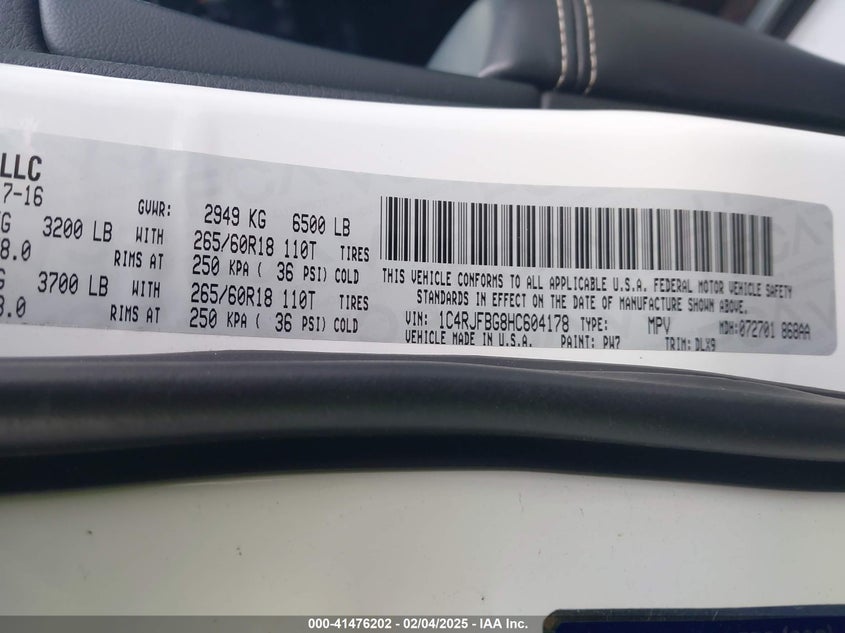 LLC
7-16
GVWR: 2949 KG 6500 LB
G 3200 LB WITH 265/60R18 110T TIRES
8.0 RIMS AT 250 KPA ( 36 PSI) COLD
G 3700 LB WITH 265/60R18 110T TIRES
8.0 RIMS AT 250 KPA ( 36 PSI) COLD
THIS VEHICLE CONFORMS TO ALL APPLICABLE U.S.A. FEDERAL MOTOR VEHICLE SAFETY
STANDARDS IN EFFECT ON THE DATE OF MANUFACTURE SHOWN ABOVE.
VIN: 1C4RJFBG8HC604178 TYPE: MPV MDH:072701 868AA
VEHICLE MADE IN U.S.A. PAINT: PW7 TRIM: DLX9
000-41476202 - 02/04/2025 - IAA Inc.